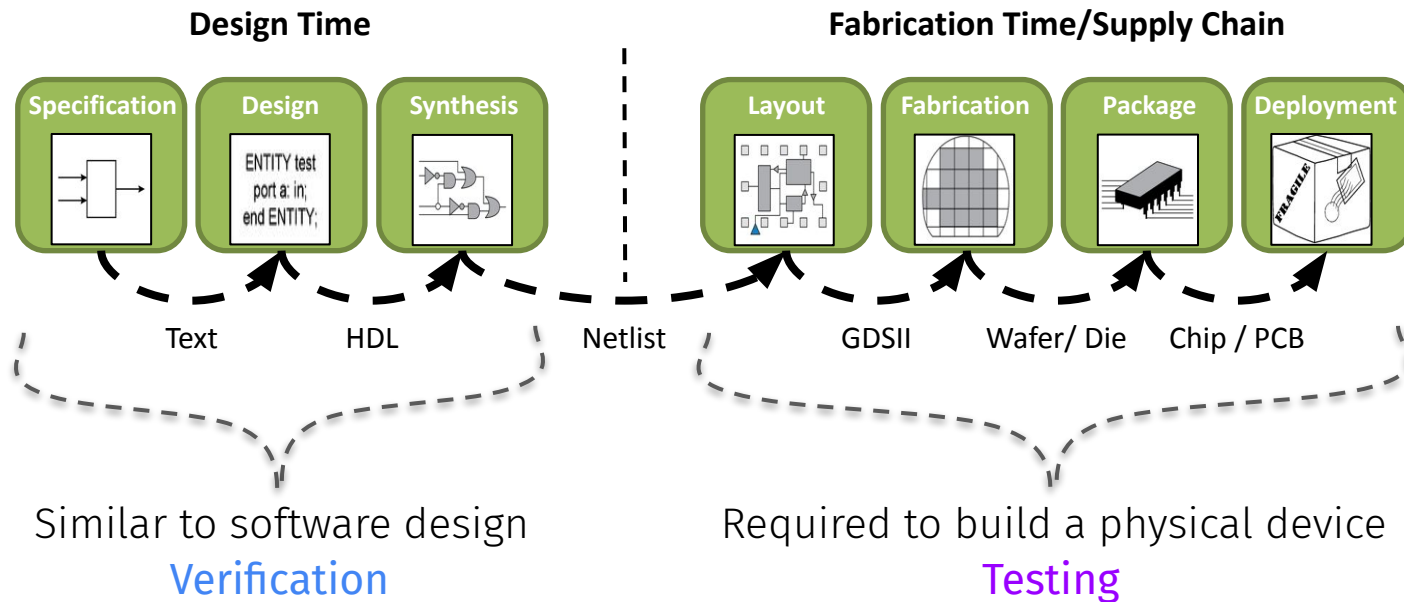 Design Time
Fabrication Time/Supply Chain
Specification
Design
Synthesis
Layout
Fabrication
Package
Deployment
ENTITY test
port a: in;
end ENTITY;
FRAGILE
Text
HDL
Netlist
GDSII
Wafer/ Die
Chip / PCB
Similar to software design
Verification
Required to build a physical device
Testing